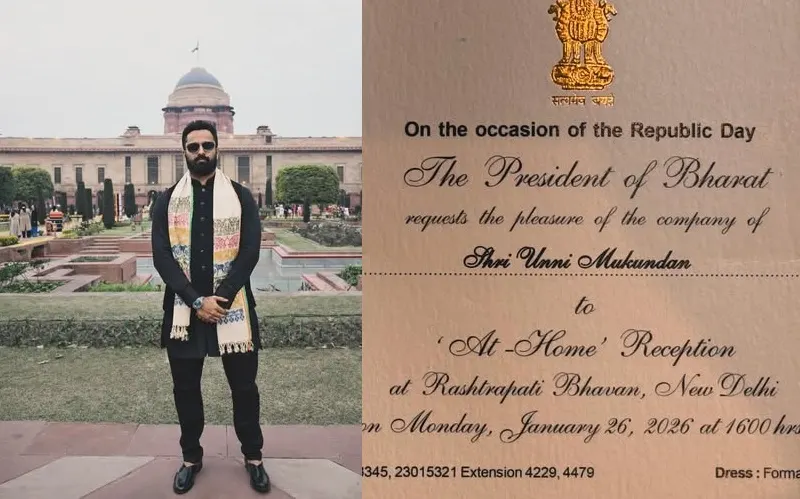 सत्यमेव जयते
On the occasion of the Republic Day
The President of Bharat
requests the pleasure of the company of
Shri Unni Mukundan
to
'At-Home' Reception
at Rashtrapati Bhavan, New Delhi
on Monday, January 26, 2026 at 1600 hrs
345, 23015321 Extension 4229, 4479
Dress : Forma